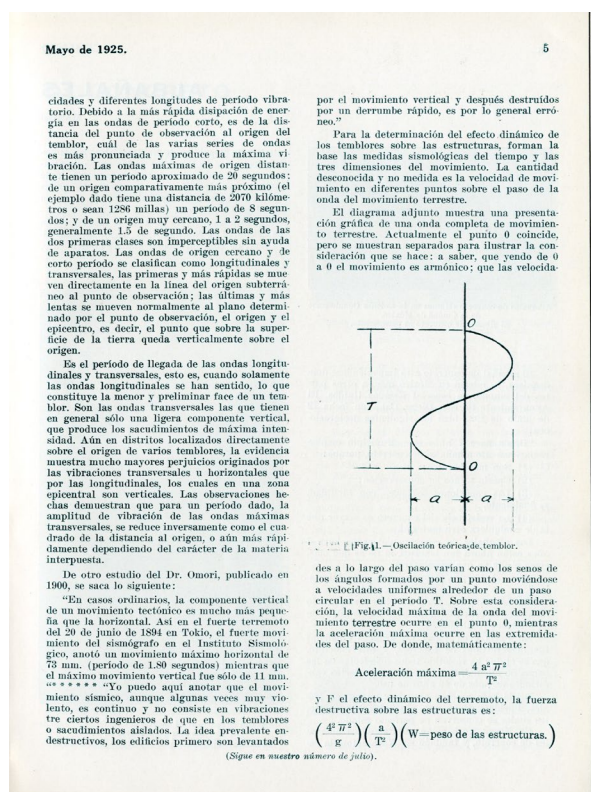 Mayo de 1925.
5
cidades y diferentes longitudes de período vibra-
torio. Debido a la más rápida disipación de ener-
gía en las ondas de período corto, es de la dis-
tancia del punto de observación al origen del
temblor, cuál de las varias series de ondas
es más pronunciada y produce la máxima vi-
bración. Las ondas máximas de origen distan-
te tienen un período aproximado de 20 segundos:
de un origen comparativamente más próximo (el
ejemplo dado tiene una distancia de 2070 kilóme-
tros o sean 1286 millas) un período de 8 segun-
dos; y de un origen muy cercano, 1 a 2 segundos,
generalmente 1.5 de segundo. Las ondas de las
dos primeras clases son imperceptibles sin ayuda
de aparatos. Las ondas de origen cercano y de
corto período se clasifican como longitudinales y
transversales, las primeras y más rápidas se mue
ven directamente en la línea del origen subterrá-
neo al punto de observación; las últimas y más
lentas se mueven normalmente al plano determi-
nado por el punto de observación, el origen y el
epicentro, es decir, el punto que sobre la super-
ficie de la tierra queda verticalmente sobre el
origen.
Es el período de llegada de las ondas longitu-
dinales y transversales, esto es, cuando solamente
las ondas longitudinales se han sentido, lo que
constituye la menor y preliminar face de un tem-
blor. Son las ondas transversales las que tienen
en general sólo una ligera componente vertical,
que produce los sacudimientos de máxima inten-
sidad. Aún en distritos localizados directamente
sobre el origen de varios temblores, la evidencia
muestra mucho mayores perjuicios originados por
las vibraciones transversales u horizontales que
por las longitudinales, los cuales en una zona
epicentral son verticales. Las observaciones he-
chas demuestran que para un período dado, la
amplitud de vibración de las ondas máximas
transversales, se reduce inversamente como el cua-
drado de la distancia al origen, o aún más rápi-
damente dependiendo del carácter de la materia
interpuesta.
De otro estudio del Dr. Omori, publicado en
1900, se saca lo siguiente:
"En casos ordinarios, la componente vertical
de un movimiento tectónico es mucho más peque-
ña que la horizontal. Así en el fuerte terremoto
del 20 de junio de 1894 en Tokio, el fuerte movi-
miento del sismógrafo en el Instituto Sismoló-
gico, anotó un movimiento máximo horizontal de
73 mm. (período de 1.80 segundos) mientras que
el máximo movimiento vertical fue sólo de 11 mm.
"* * * * * * "Yo puedo aquí anotar que el movi-
miento sísmico, aunque algunas veces muy vio-
lento, es continuo y no consiste en vibraciones
tre ciertos ingenieros de que en los temblores
o sacudimientos aislados. La idea prevalente en-
destructivos, los edificios primero son levantados
por el movimiento vertical y después destruídos
por un derrumbe rápido, es por lo general erró-
neo."
Para la determinación del efecto dinámico de
los temblores sobre las estructuras, forman la
base las medidas sismológicas del tiempo y las
tres dimensiones del movimiento. La cantidad
desconocida y no medida es la velocidad de movi-
miento en diferentes puntos sobre el paso de la
onda del movimiento terrestre.
El diagrama adjunto muestra una presenta-
ción gráfica de una onda completa de movimien-
to terrestre. Actualmente el punto 0 coincide,
pero se muestran separados para ilustrar la con-
sideración que se hace: a saber, que yendo de 0
a 0 el movimiento es armónico; que las velocida-
O
T
O
a a
Fig. 1.—Oscilación teórica de temblor.
des a lo largo del paso varían como los senos de
los ángulos formados por un punto moviéndose
a velocidades uniformes alrededor de un paso
circular en el período T. Sobre esta considera-
ción, la velocidad máxima de la onda del movi-
miento terrestre ocurre en el punto 0, mientras
la aceleración máxima ocurre en las extremida-
des del paso. De donde, matemáticamente:
Aceleración máxima = 4 a² π² / T²
y F el efecto dinámico del terremoto, la fuerza
destructiva sobre las estructuras es:
(4² π² / g) (a / T²) (W=peso de las estructuras.)
(Sigue en nuestro número de julio).